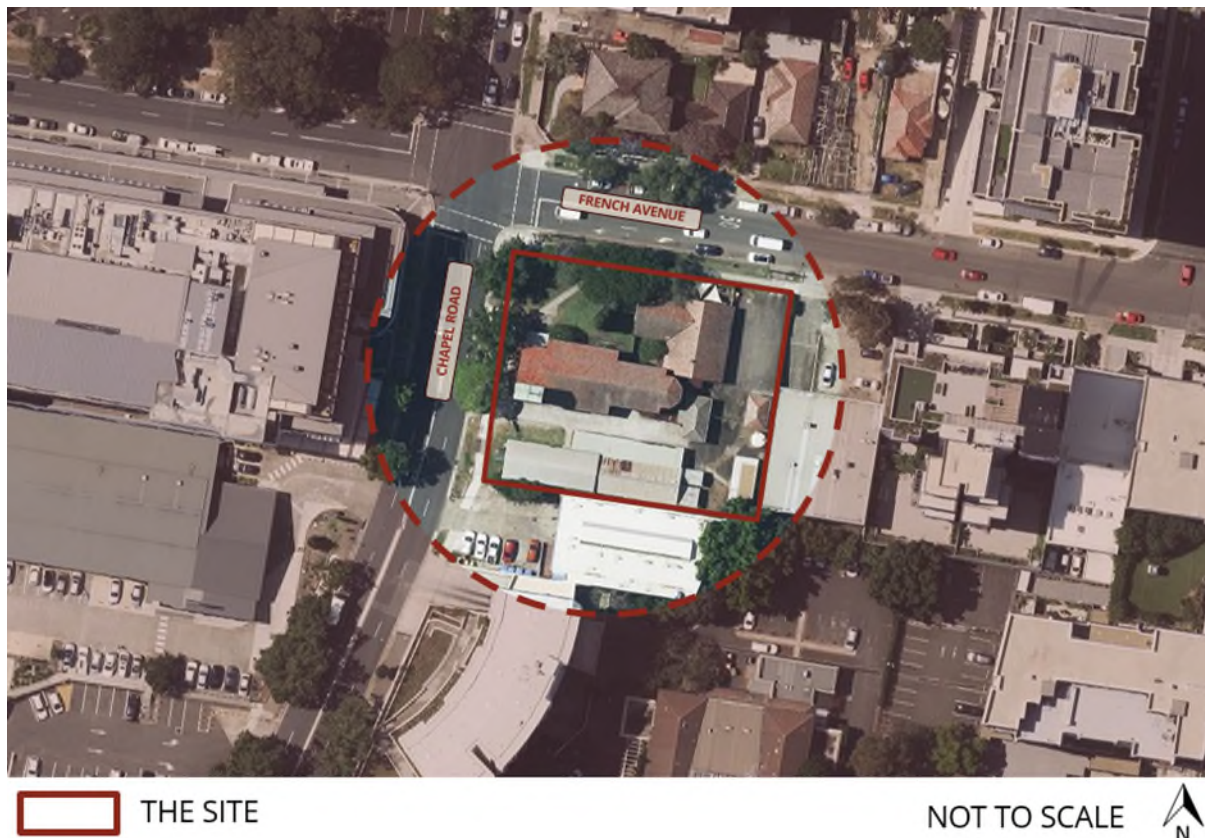 FRENCH AVENUE
CHAPEL ROAD
THE SITE
NOT TO SCALE
N